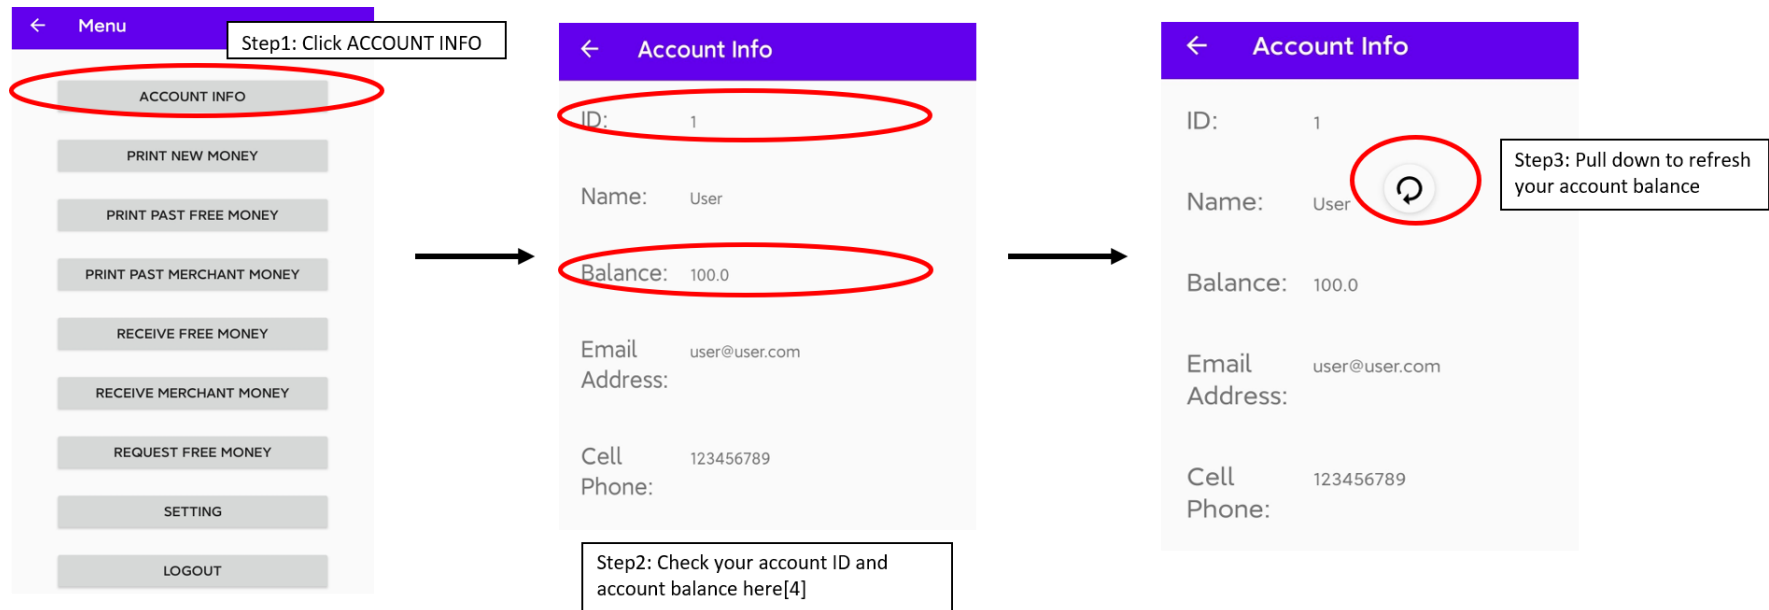 Menu
Step1: Click ACCOUNT INFO
ACCOUNT INFO
PRINT NEW MONEY
PRINT PAST FREE MONEY
PRINT PAST MERCHANT MONEY
RECEIVE FREE MONEY
RECEIVE MERCHANT MONEY
REQUEST FREE MONEY
SETTING
LOGOUT
Account Info
ID: 1
Name: User
Balance: 100.0
Email user@user.com
Address:
Cell 123456789
Phone:
Step2: Check your account ID and
account balance here[4]
Account Info
ID: 1
Name: User
Balance: 100.0
Email user@user.com
Address:
Cell 123456789
Phone:
Step3: Pull down to refresh
your account balance